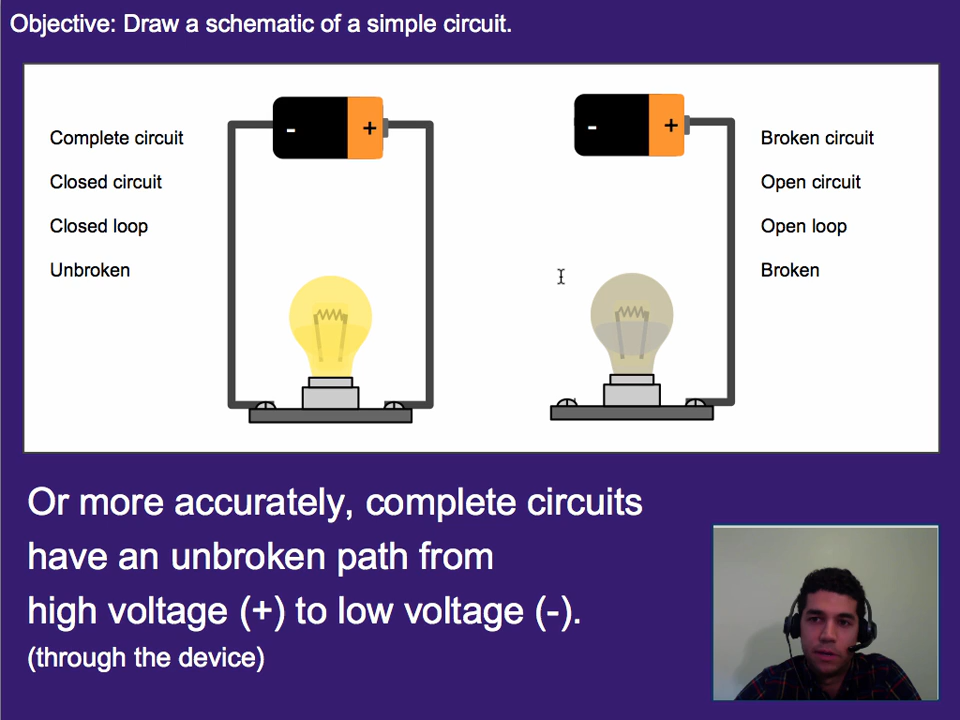 Objective: Draw a schematic of a simple circuit.
Complete circuit
Closed circuit
Closed loop
Unbroken
- +
- +
Broken circuit
Open circuit
Open loop
Broken
Or more accurately, complete circuits
have an unbroken path from
high voltage (+) to low voltage (-).
(through the device)